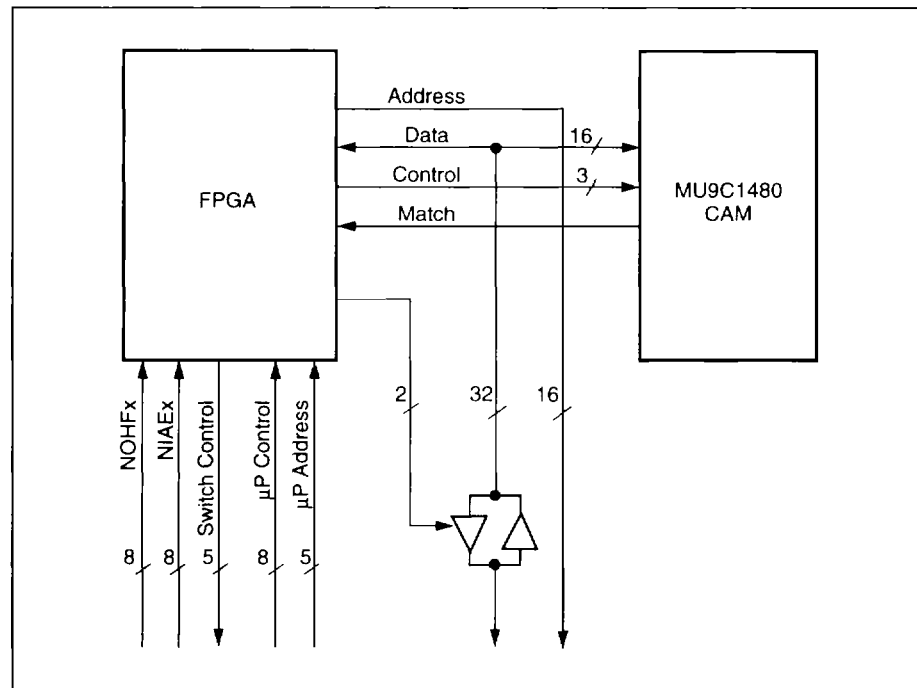 Address
Data
16
Control
3
Match
FPGA
MU9C1480
CAM
2
32
16
NOHFx
NIAEx
Switch Control
µP Control
µP Address
8
8
5
8
5